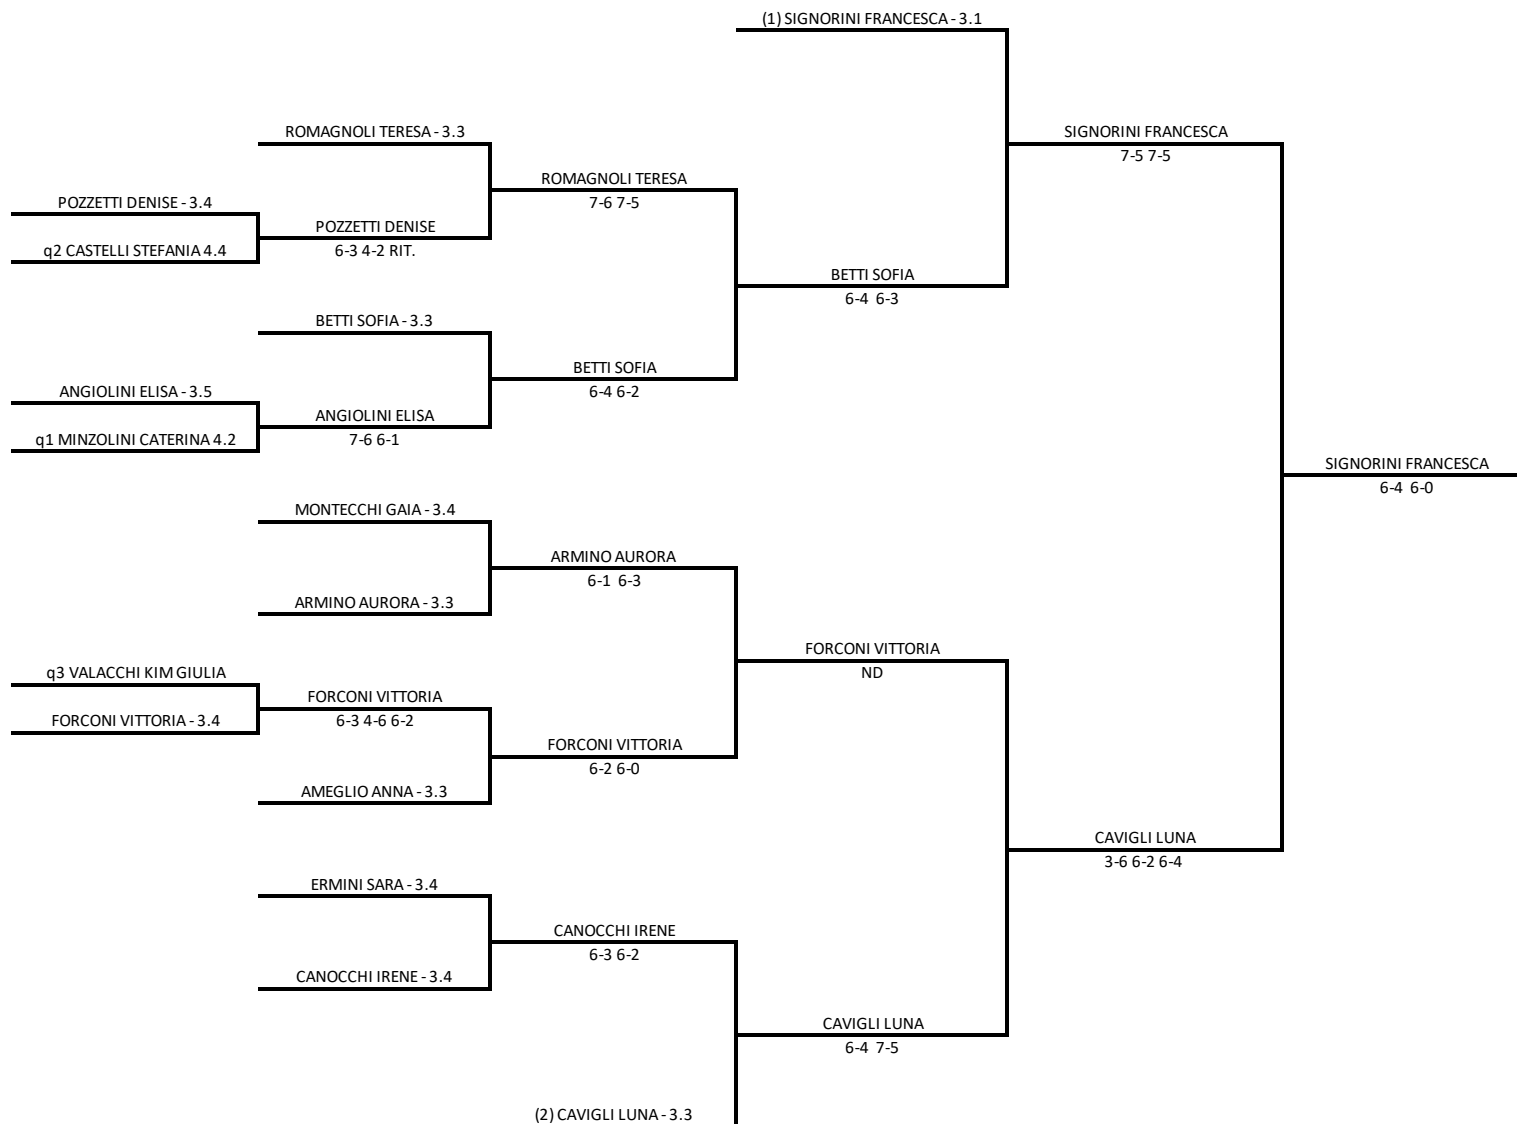 (1) SIGNORINI FRANCESCA - 3.1
ROMAGNOLI TERESA - 3.3
SIGNORINI FRANCESCA
7-5 7-5
ROMAGNOLI TERESA
7-6 7-5
POZZETTI DENISE - 3.4
POZZETTI DENISE
6-3 4-2 RIT.
q2 CASTELLI STEFANIA 4.4
BETTI SOFIA
6-4 6-3
BETTI SOFIA - 3.3
BETTI SOFIA
6-4 6-2
ANGIOLINI ELISA - 3.5
ANGIOLINI ELISA
7-6 6-1
q1 MINZOLINI CATERINA 4.2
SIGNORINI FRANCESCA
6-4 6-0
MONTECCHI GAIA - 3.4
ARMINO AURORA
6-1 6-3
ARMINO AURORA - 3.3
FORCONI VITTORIA
ND
q3 VALACCHI KIM GIULIA
FORCONI VITTORIA
6-3 4-6 6-2
FORCONI VITTORIA - 3.4
FORCONI VITTORIA
6-2 6-0
AMEGLIO ANNA - 3.3
CAVIGLI LUNA
3-6 6-2 6-4
ERMINI SARA - 3.4
CANOCCHI IRENE
6-3 6-2
CANOCCHI IRENE - 3.4
CAVIGLI LUNA
6-4 7-5
(2) CAVIGLI LUNA - 3.3